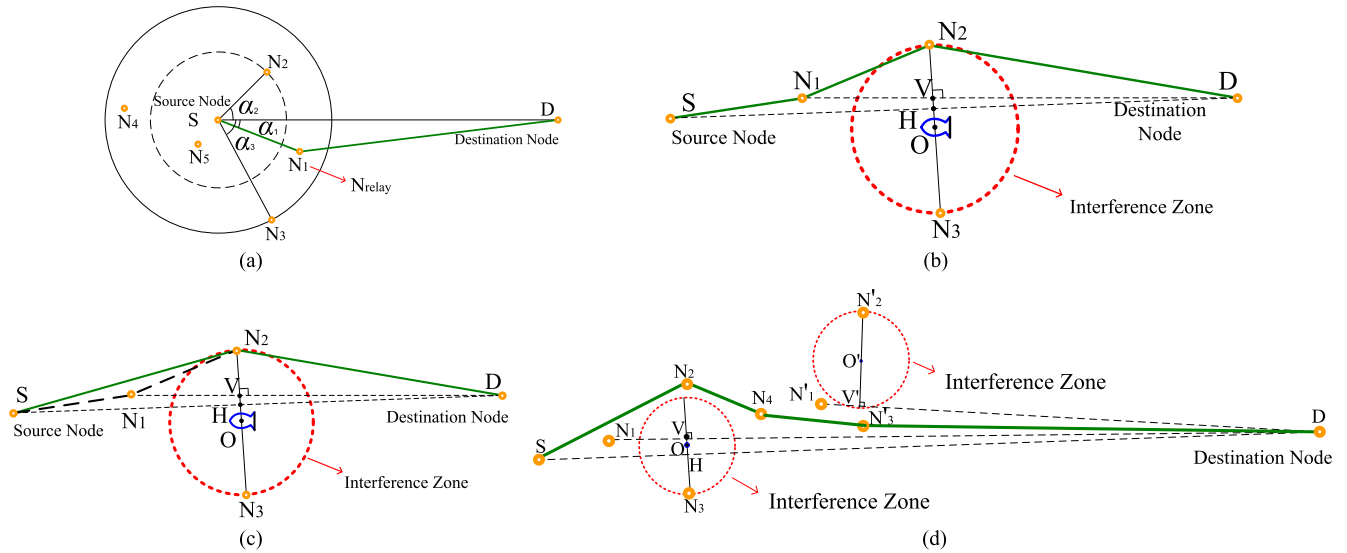 N2
Source Node
α2
S
D
N4
α1
Destination Node
α3
N5
N1
Nrelay
N3
(a)
N2
N1
D
S
V
Destination
Node
Source Node
H
O
Interference Zone
N3
(b)
N2
S
D
V
N1
H
Destination Node
Source Node
O
Interference Zone
N3
(c)
N'2
O'
Interference Zone
N2
N'1
V'
N4
N'3
D
N1
V
S
O
Destination Node
H
Interference Zone
N3
(d)